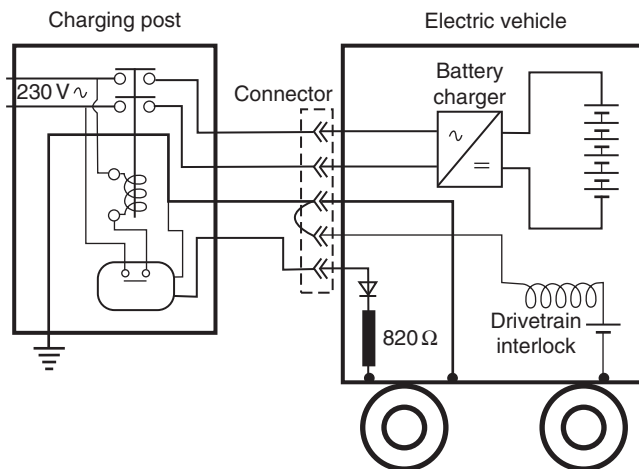 Charging post
Electric vehicle
230 V ∿
Connector
Battery
charger
∿
=
820 Ω
Drivetrain
interlock